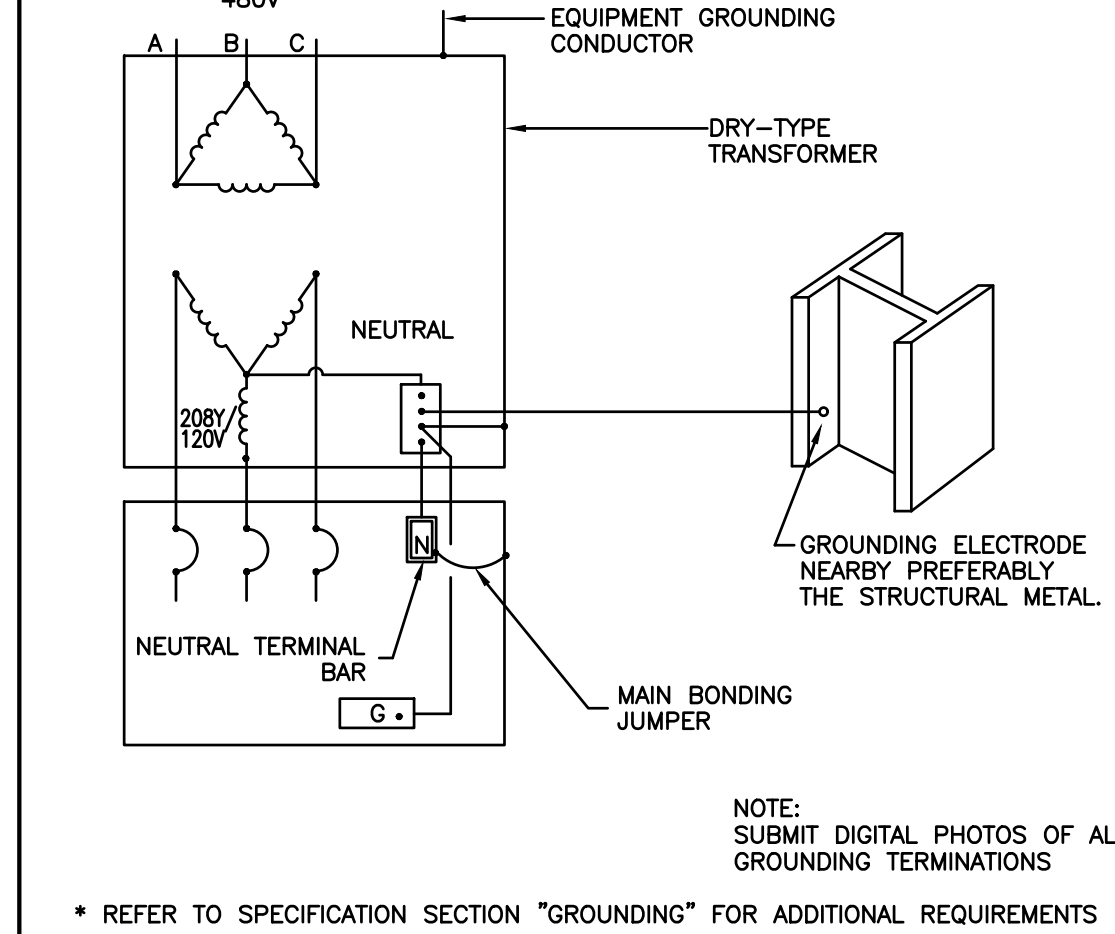 480V
EQUIPMENT GROUNDING
CONDUCTOR
A B C
DRY-TYPE
TRANSFORMER
NEUTRAL
208Y/
120V
N
GROUNDING ELECTRODE
NEARBY PREFERABLY
THE STRUCTURAL METAL.
NEUTRAL TERMINAL
BAR
MAIN BONDING
JUMPER
G
NOTE:
SUBMIT DIGITAL PHOTOS OF AL
GROUNDING TERMINATIONS
* REFER TO SPECIFICATION SECTION "GROUNDING" FOR ADDITIONAL REQUIREMENTS